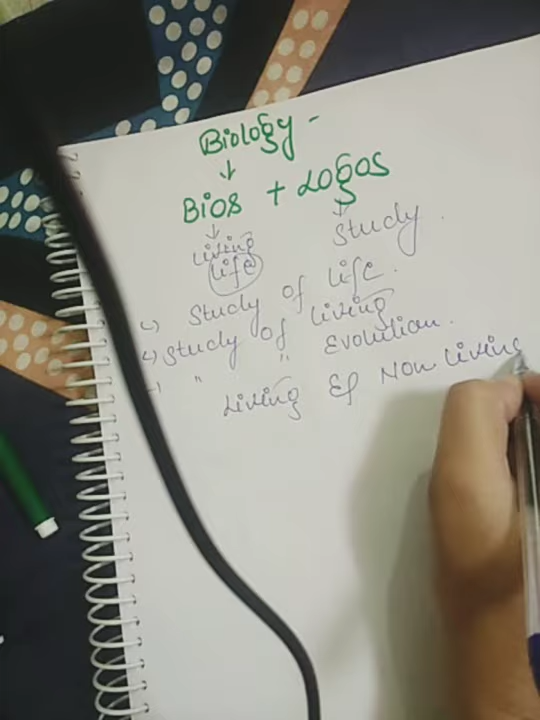 Biology -
↓
Bios + Logos
↓ ↓
Living Study.
Life
↳ Study of Life.
↳ Study of Living
↳ " " Evolution.
Living & Non Living